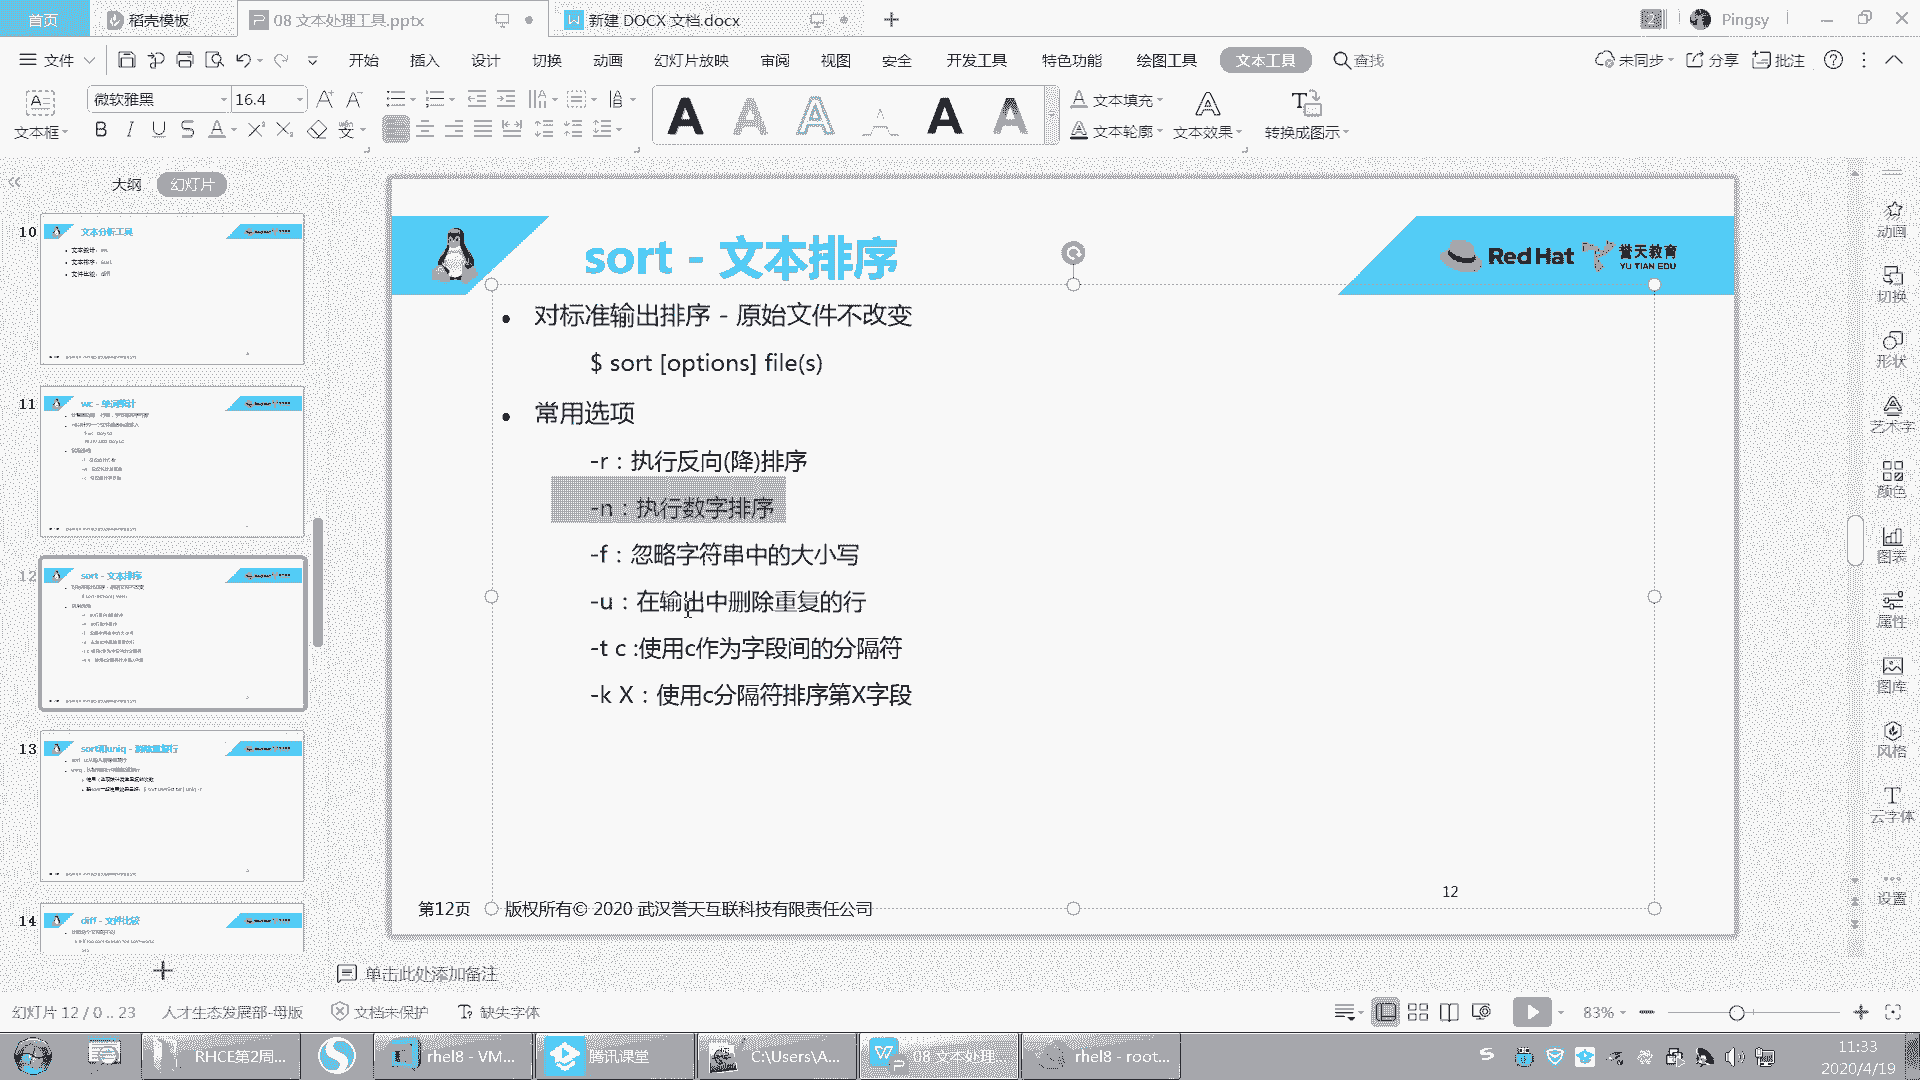 首页
稻壳模板
08 文本处理工具.pptx
新建 DOCX 文档.docx
Pingsy
文件
开始
插入
设计
切换
动画
幻灯片放映
审阅
视图
安全
开发工具
特色功能
绘图工具
文本工具
查找
未同步
分享
批注
文本框
微软雅黑
16.4
文本填充
文本轮廓
文本效果
转换成图示
大纲
幻灯片
10
文本分析工具
11
wc - 单词统计
12
sort - 文本排序
13
sort和uniq - 删除重复行
14
diff - 文件比较
sort - 文本排序
Red Hat
誉天教育
YU TIAN EDU
• 对标准输出排序 - 原始文件不改变
$ sort [options] file(s)
• 常用选项
-r：执行反向(降)排序
-n：执行数字排序
-f：忽略字符串中的大小写
-u：在输出中删除重复的行
-t c :使用c作为字段间的分隔符
-k X：使用c分隔符排序第X字段
12
第12页
版权所有© 2020 武汉誉天互联科技有限责任公司
动画
切换
形状
艺术字
颜色
图表
属性
图库
风格
云字体
设置
单击此处添加备注
幻灯片 12 / 0 .. 23
人才生态发展部-母版
文档未保护
缺失字体
83%
RHCE第2周...
rhel8 - VM...
腾讯课堂
C:\Users\A...
08 文本处理...
rhel8 - root...
11:33
2020/4/19